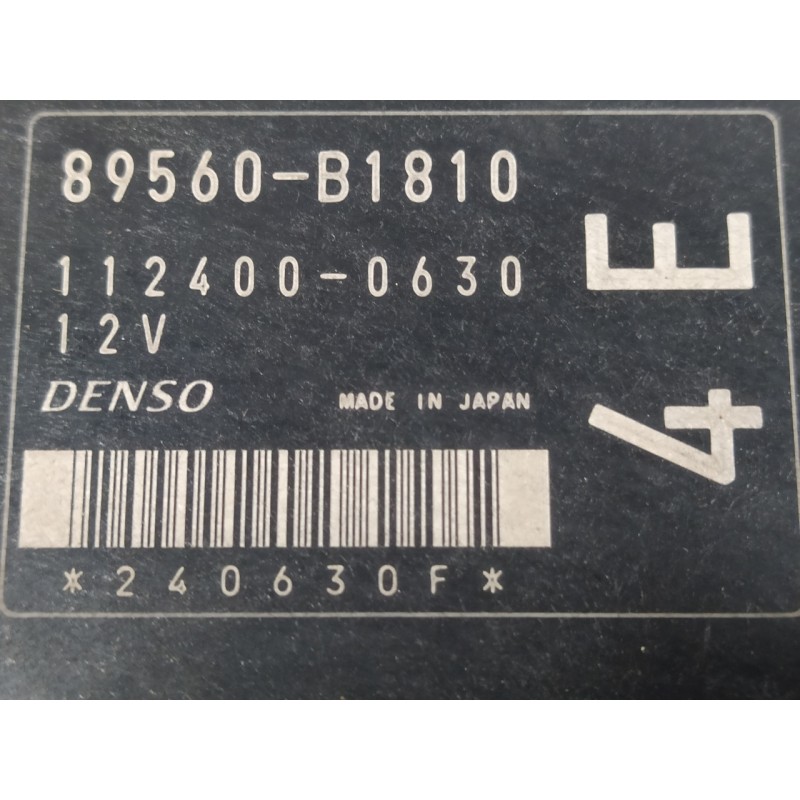 89560-B1810
112400-0630
12V
DENSO MADE IN JAPAN
*240630F*
4E